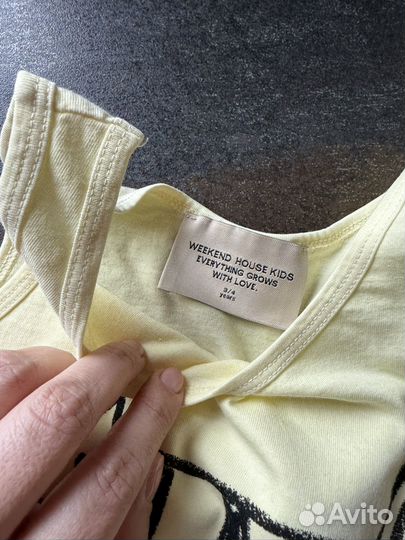 WEEKEND HOUSE KIDS
EVERYTHING GROWS
WITH LOVE.
3/4
years
Avito